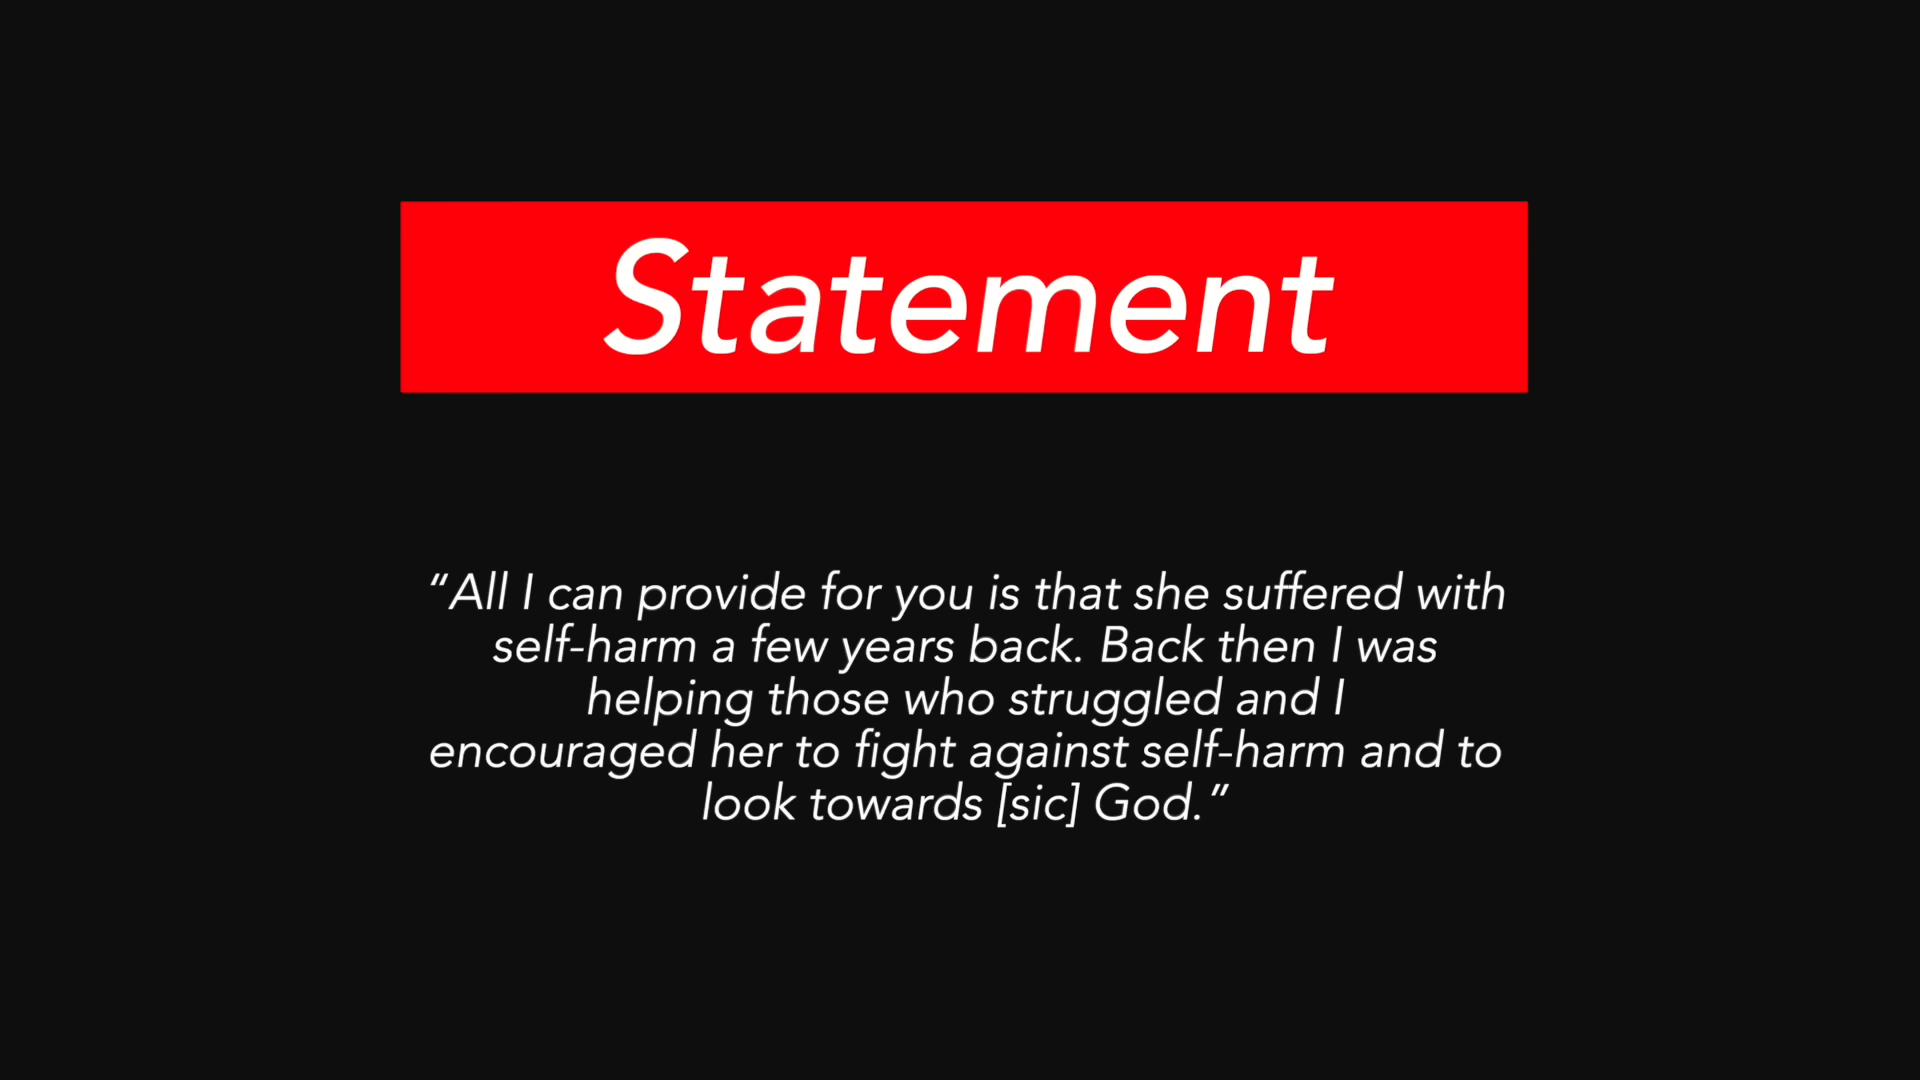 Statement
“All I can provide for you is that she suffered with
self-harm a few years back. Back then I was
helping those who struggled and I
encouraged her to fight against self-harm and to
look towards [sic] God.”